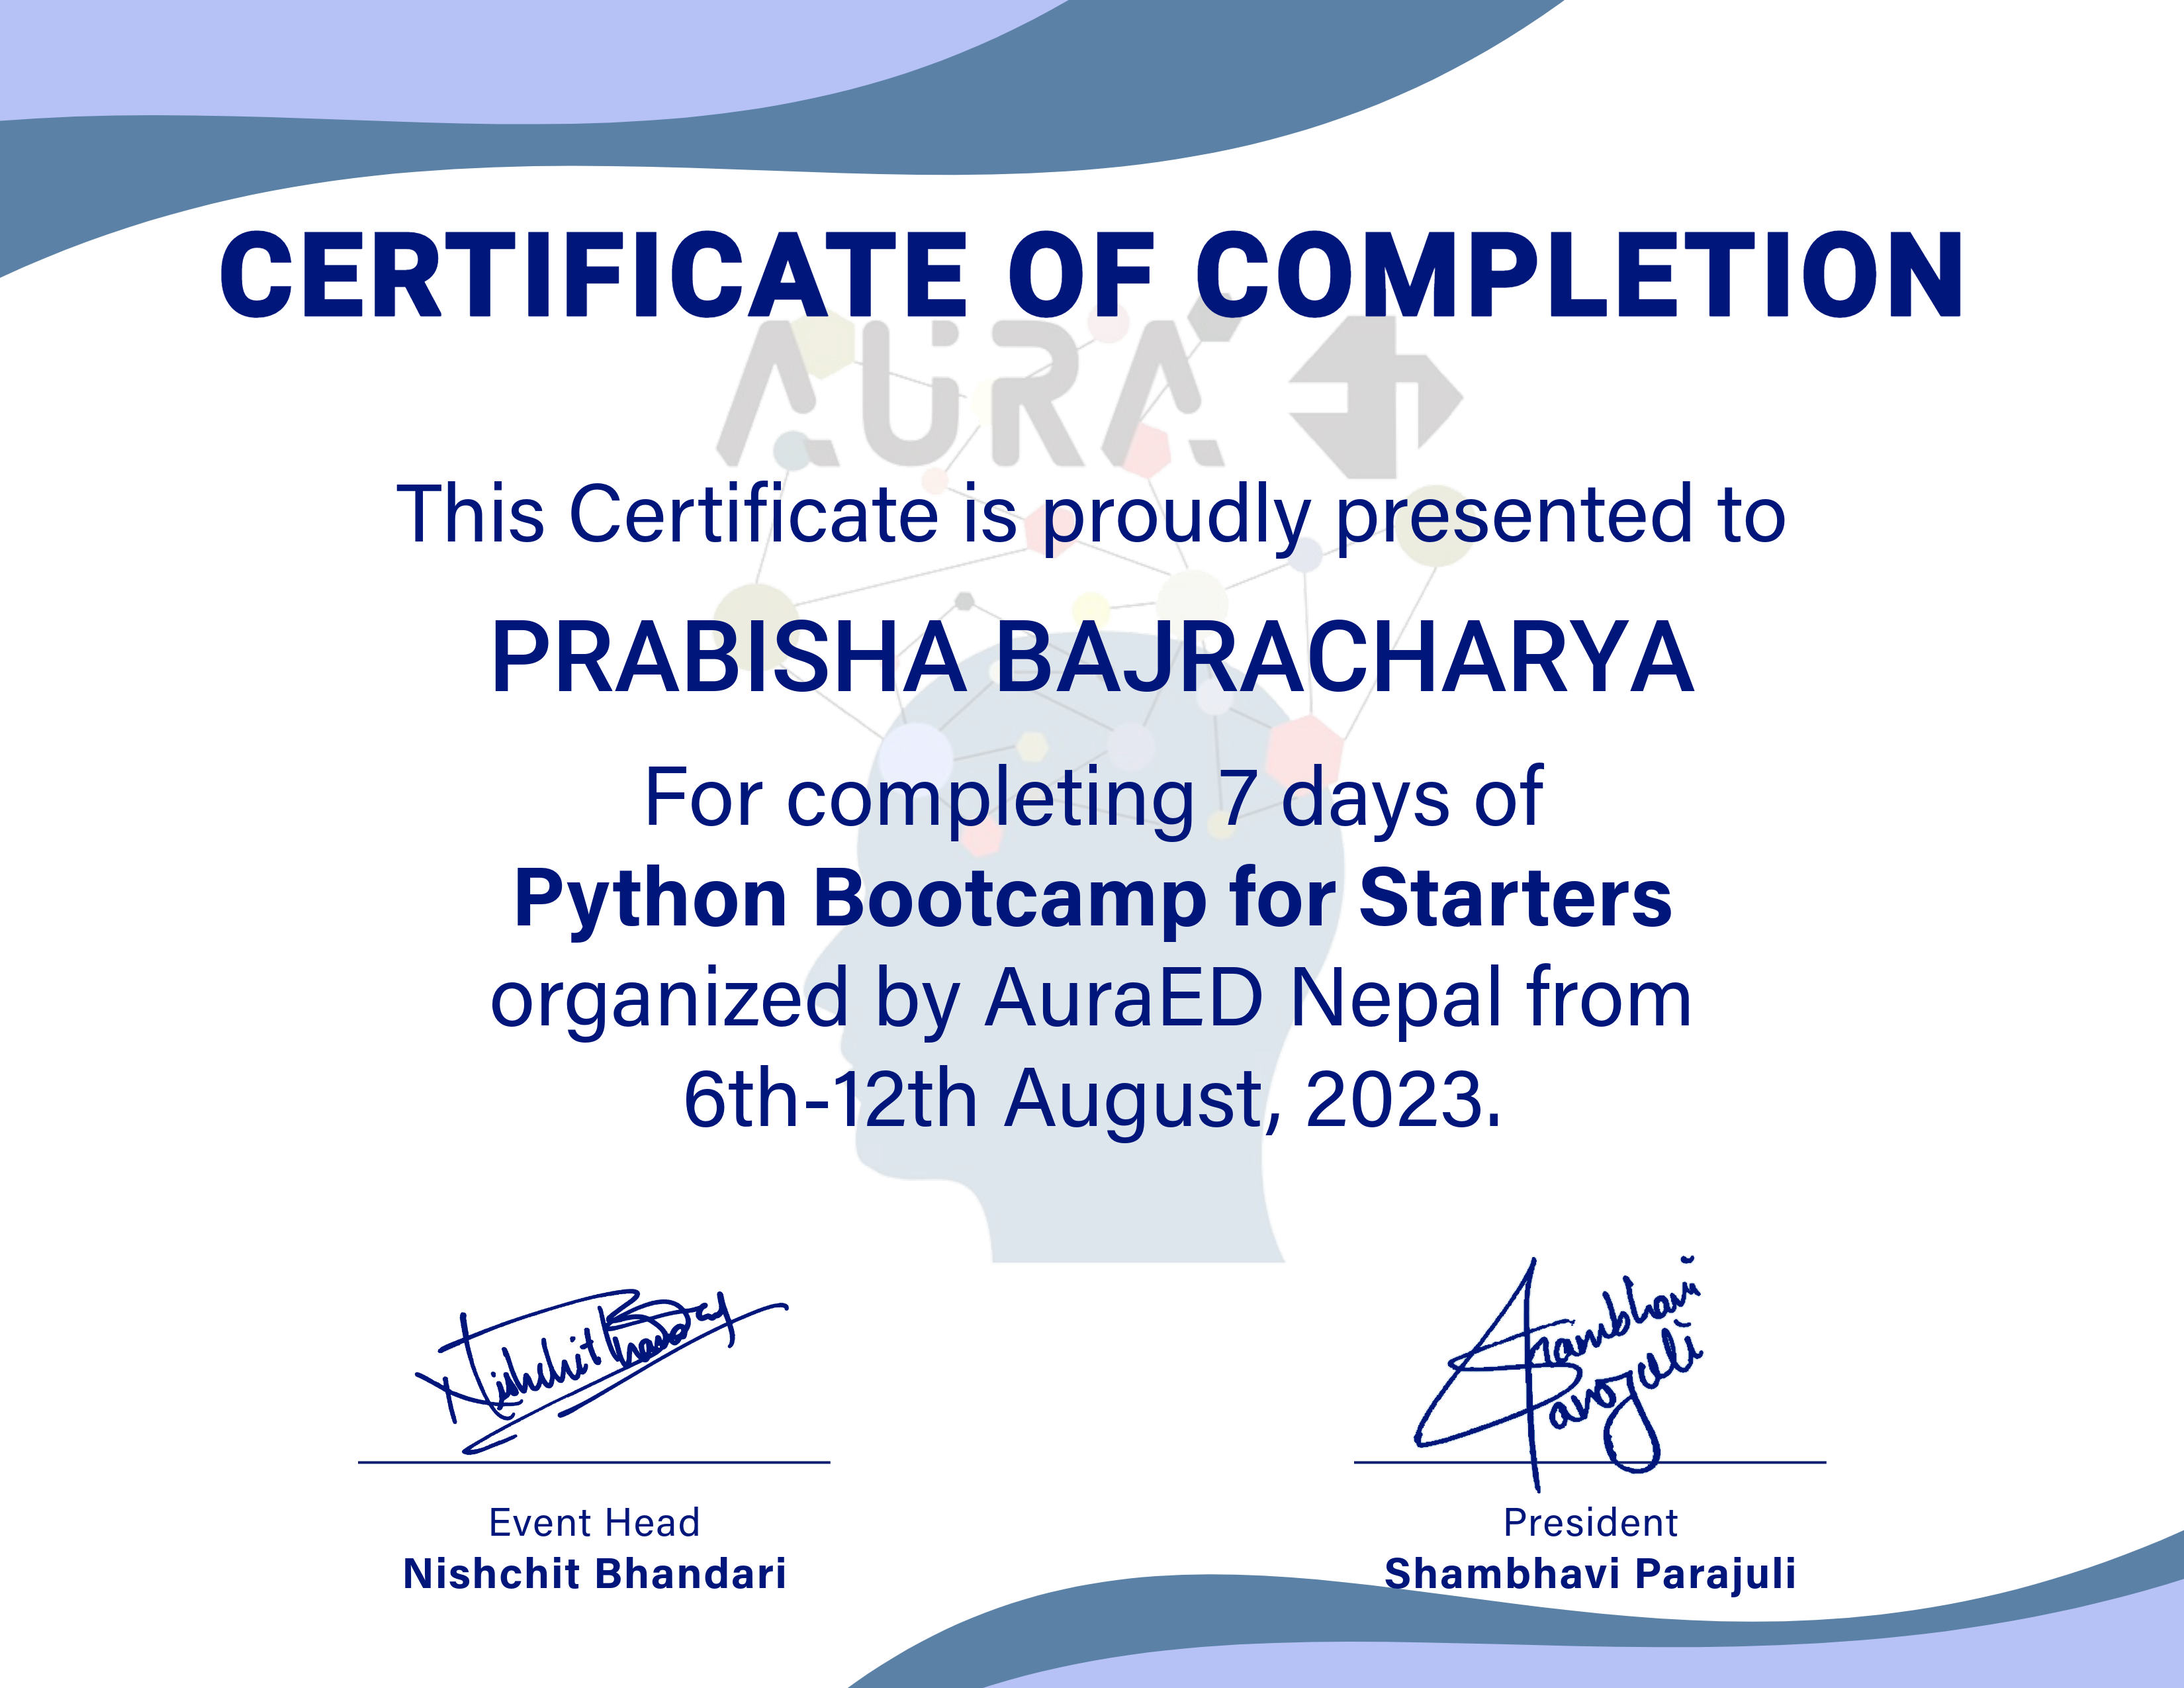 CERTIFICATE OF COMPLETION
AURA
This Certificate is proudly presented to
PRABISHA BAJRACHARYA
For completing 7 days of
Python Bootcamp for Starters
organized by AuraED Nepal from
6th-12th August, 2023.
Nishchit Bhandari
Shambhavi
Parajuli
Event Head
President
Nishchit Bhandari
Shambhavi Parajuli